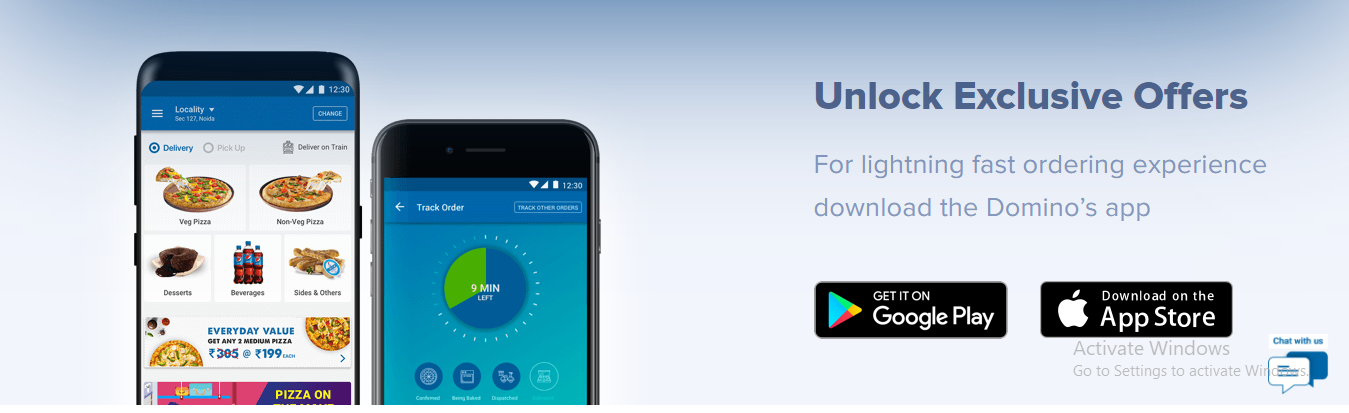 12:30
Locality
Sec 127, Noida
CHANGE
Delivery
Pick Up
Deliver on Train
Veg Pizza
Non-Veg Pizza
Desserts
Beverages
Sides & Others
EVERYDAY VALUE
GET ANY 2 MEDIUM PIZZA
₹305 @ ₹199 EACH
PIZZA ON
12:30
Track Order
TRACK OTHER ORDERS
9 MIN
LEFT
Confirmed
Being Baked
Dispatched
Unlock Exclusive Offers
For lightning fast ordering experience
download the Domino's app
GET IT ON
Google Play
Download on the
App Store
Chat with us
Activate Windows
Go to Settings to activate Windows.